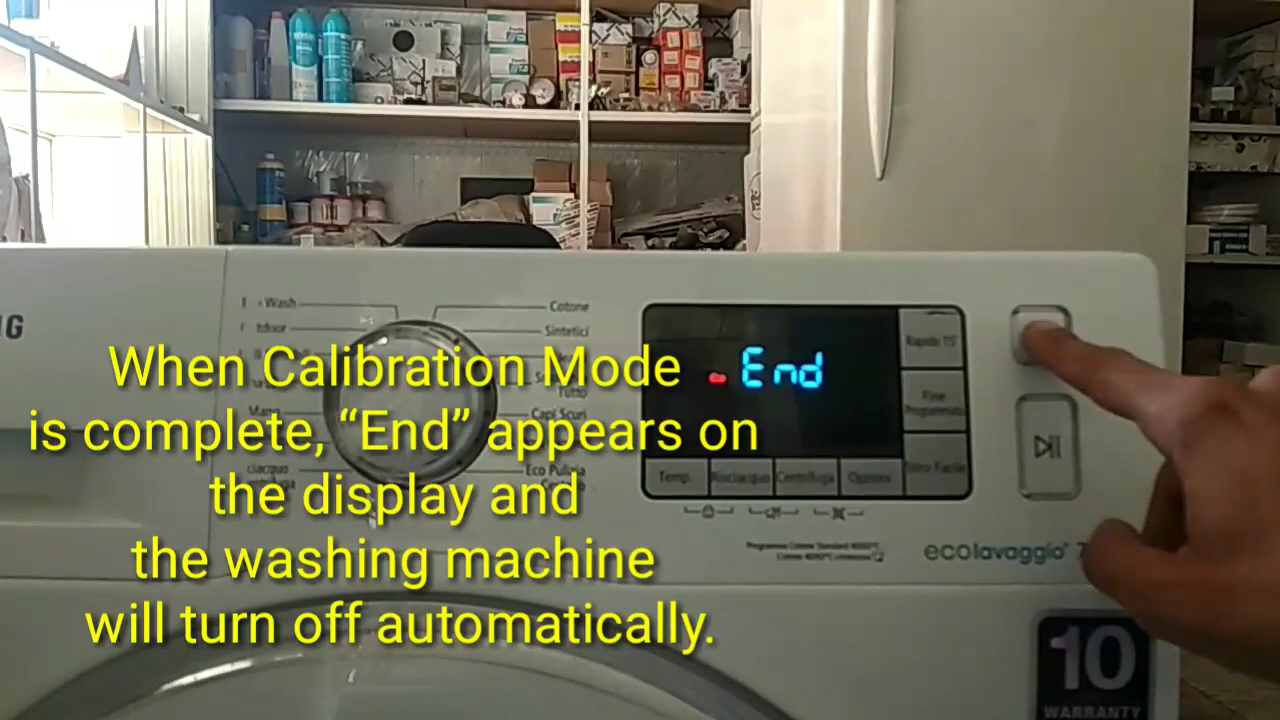 Wash
Cotone
Sintetici
Rapido 15'
When Calibration Mode
End
is complete, “End” appears on
Capi Scuri
Fine
Programma
the display and
Eco Pulizia
Temp.
Risciacquo
Centrifuga
Opzioni
Stiro Facile
the washing machine
ecolavaggio
will turn off automatically.
10
WARRANTY